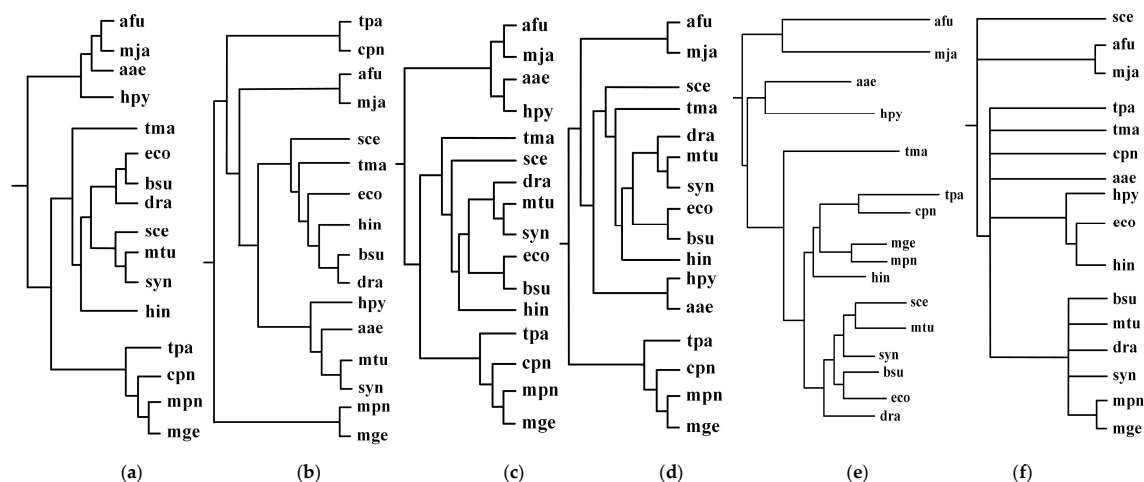 afu
mja
aae
hpy
tma
eco
bsu
dra
sce
mtu
syn
hin
tpa
cpn
mpn
mge
(a)
tpa
cpn
afu
mja
sce
tma
eco
hin
bsu
dra
hpy
aae
mtu
syn
mpn
mge
(b)
afu
mja
aae
hpy
tma
sce
dra
mtu
syn
eco
bsu
hin
tpa
cpn
mpn
mge
(c)
afu
mja
sce
tma
dra
mtu
syn
eco
bsu
hin
hpy
aae
tpa
cpn
mpn
mge
(d)
afu
mja
aae
hpy
tma
tpa
cpn
mge
mpn
hin
sce
mtu
syn
bsu
eco
dra
(e)
sce
afu
mja
tpa
tma
cpn
aae
hpy
eco
hin
bsu
mtu
dra
syn
mpn
mge
(f)